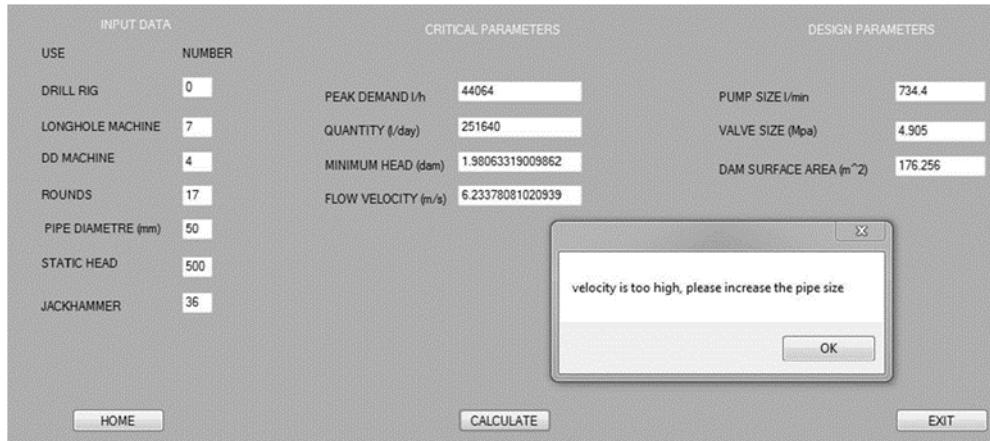 INPUT DATA
USE NUMBER
DRILL RIG 0
LONGHOLE MACHINE 7
DD MACHINE 4
ROUNDS 17
PIPE DIAMETRE (mm) 50
STATIC HEAD 500
JACKHAMMER 36
CRITICAL PARAMETERS
PEAK DEMAND l/h 44064
QUANTITY (l/day) 251640
MINIMUM HEAD (dam) 1.98063319009862
FLOW VELOCITY (m/s) 6.23378081020939
DESIGN PARAMETERS
PUMP SIZE l/min 734.4
VALVE SIZE (Mpa) 4.905
DAM SURFACE AREA (m^2) 176.256
velocity is too high, please increase the pipe size
OK
HOME
CALCULATE
EXIT